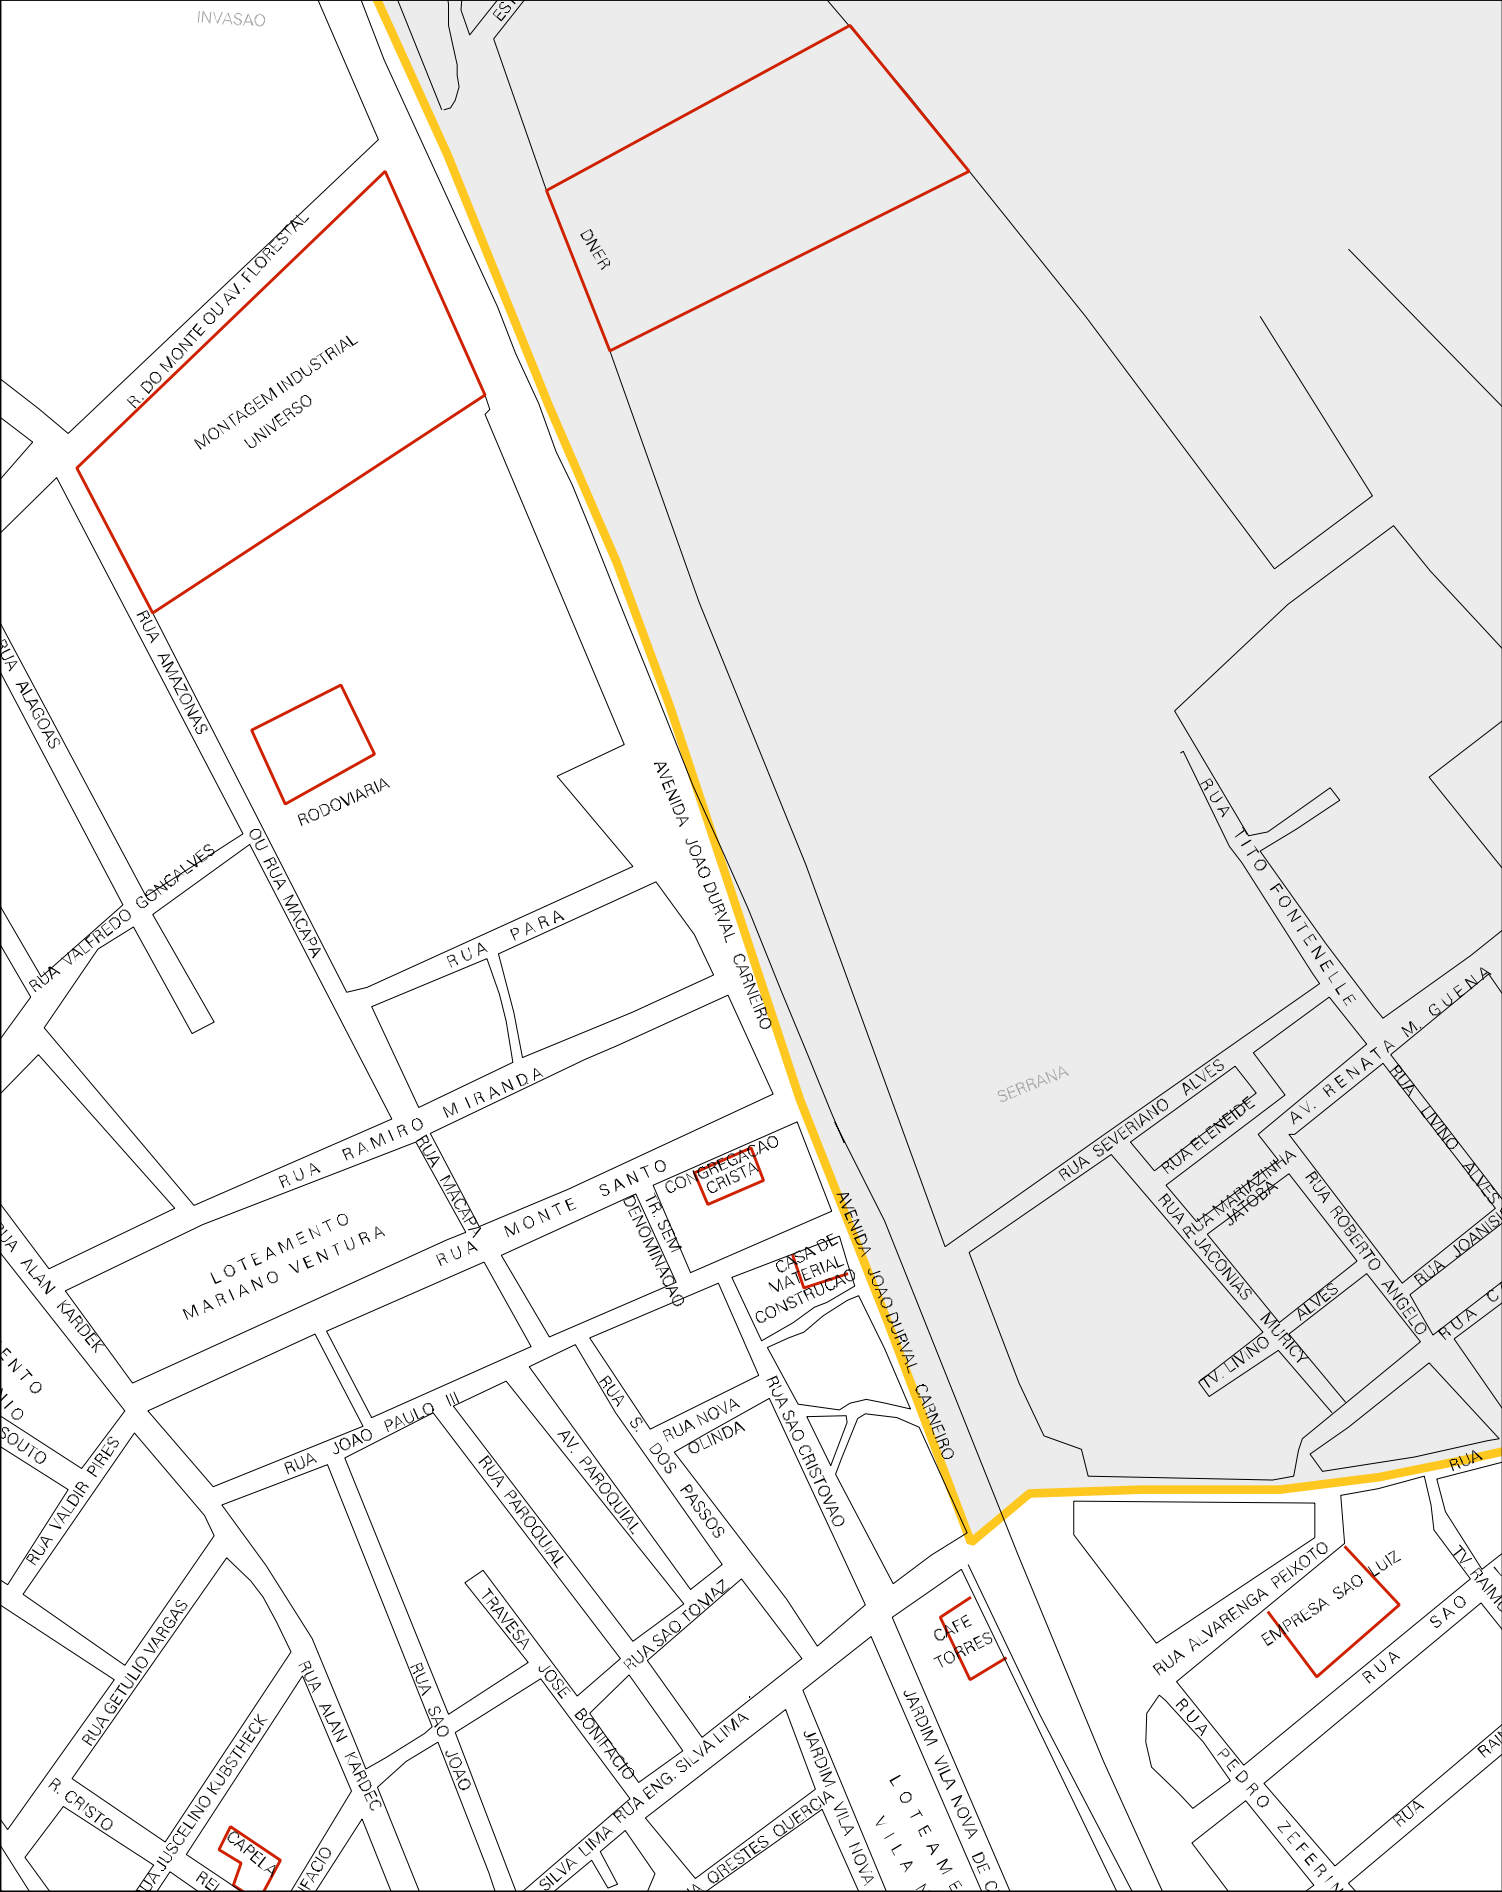 INVASAO
R. DO MONTE OU AV. FLORESTAL
DNER
MONTAGEM INDUSTRIAL
UNIVERSO
RUA AMAZONAS
RUA ALAGOAS
RODOVIARIA
AVENIDA JOAO DURVAL CARNEIRO
RUA TITO FONTENELLE
OU RUA MACAPA
RUA VALFREDO GONCALVES
RUA PARA
AV. RENATA M. GUENA
SERRANA
RUA MIRANDA
RUA RAMIRO MIRANDA
RUA SEVERIANO ALVES
RUA ELENEIDE
RUA LIVINO ALVES
RUA MACAPA
CONGREGACAO
CRISTA
RUA MONTE SANTO
TR. SEM
DENOMINACAO
RUA MARIAZINHA
JATOBA
RUA ROBERTO ANGELO
RUA JACONIAS MURICY
LOTEAMENTO
MARIANO VENTURA
RUA ALAN KARDEK
CASA DE
MATERIAL
CONSTRUCAO
AVENIDA JOAO DURVAL CARNEIRO
TV. LIVINO ALVES
SOUTO
RUA JOAO PAULO III
RUA NOVA
OLINDA
RUA S. DOS PASSOS
RUA SAO CRISTOVAO
AV. PAROQUIAL
RUA PAROQUIAL
RUA VALDIR PIRES
RUA
RUA ALVARENGA PEIXOTO
EMPRESA SAO LUIZ
RUA SAO
CAFE
TORRES
RUA SAO TOMAZ
TRAVESA JOSE BONIFACIO
RUA GETULIO VARGAS
RUA ALAN KARDEC
RUA SAO JOAO
RUA ENG. SILVA LIMA
JARDIM VILA NOVA DE
JARDIM VILA NOVA
RUA PEDRO ZEFERIN
RUA
R. CRISTO
JUSCELINO KUBSTHECK
CAPELA
SILVA LIMA
ORESTES QUERCIA
LOTEAME
VILA